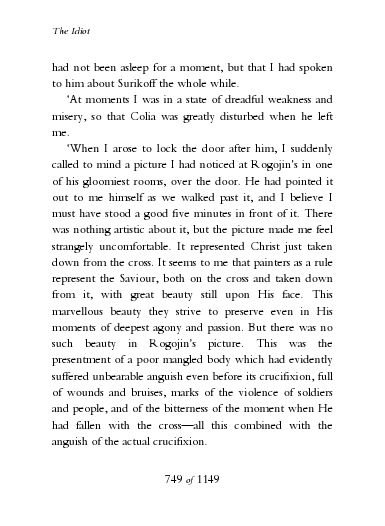 The Idiot
had not been asleep for a moment, but that I had spoken
to him about Surikoff the whole while.
‘At moments I was in a state of dreadful weakness and
misery, so that Colia was greatly disturbed when he left
me.
‘When I arose to lock the door after him, I suddenly
called to mind a picture I had noticed at Rogojin’s in one
of his gloomiest rooms, over the door. He had pointed it
out to me himself as we walked past it, and I believe I
must have stood a good five minutes in front of it. There
was nothing artistic about it, but the picture made me feel
strangely uncomfortable. It represented Christ just taken
down from the cross. It seems to me that painters as a rule
represent the Saviour, both on the cross and taken down
from it, with great beauty still upon His face. This
marvellous beauty they strive to preserve even in His
moments of deepest agony and passion. But there was no
such beauty in Rogojin’s picture. This was the
presentment of a poor mangled body which had evidently
suffered unbearable anguish even before its crucifixion, full
of wounds and bruises, marks of the violence of soldiers
and people, and of the bitterness of the moment when He
had fallen with the cross—all this combined with the
anguish of the actual crucifixion.
749 of 1149